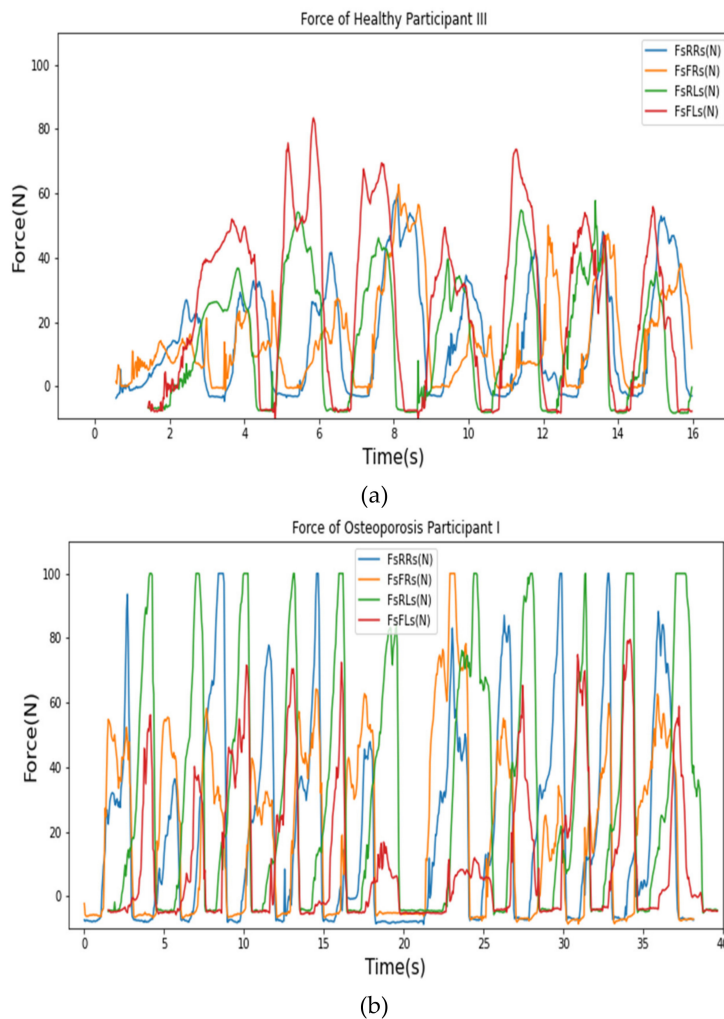 Force of Healthy Participant III
100
80
60
40
20
0
Force(N)
FsRRs(N)
FsFRs(N)
FsRLs(N)
FsFLs(N)
0 2 4 6 8 10 12 14 16
Time(s)
(a)
Force of Osteoporosis Participant I
100
80
60
40
20
0
Force(N)
FsRRs(N)
FsFRs(N)
FsRLs(N)
FsFLs(N)
0 5 10 15 20 25 30 35 40
Time(s)
(b)